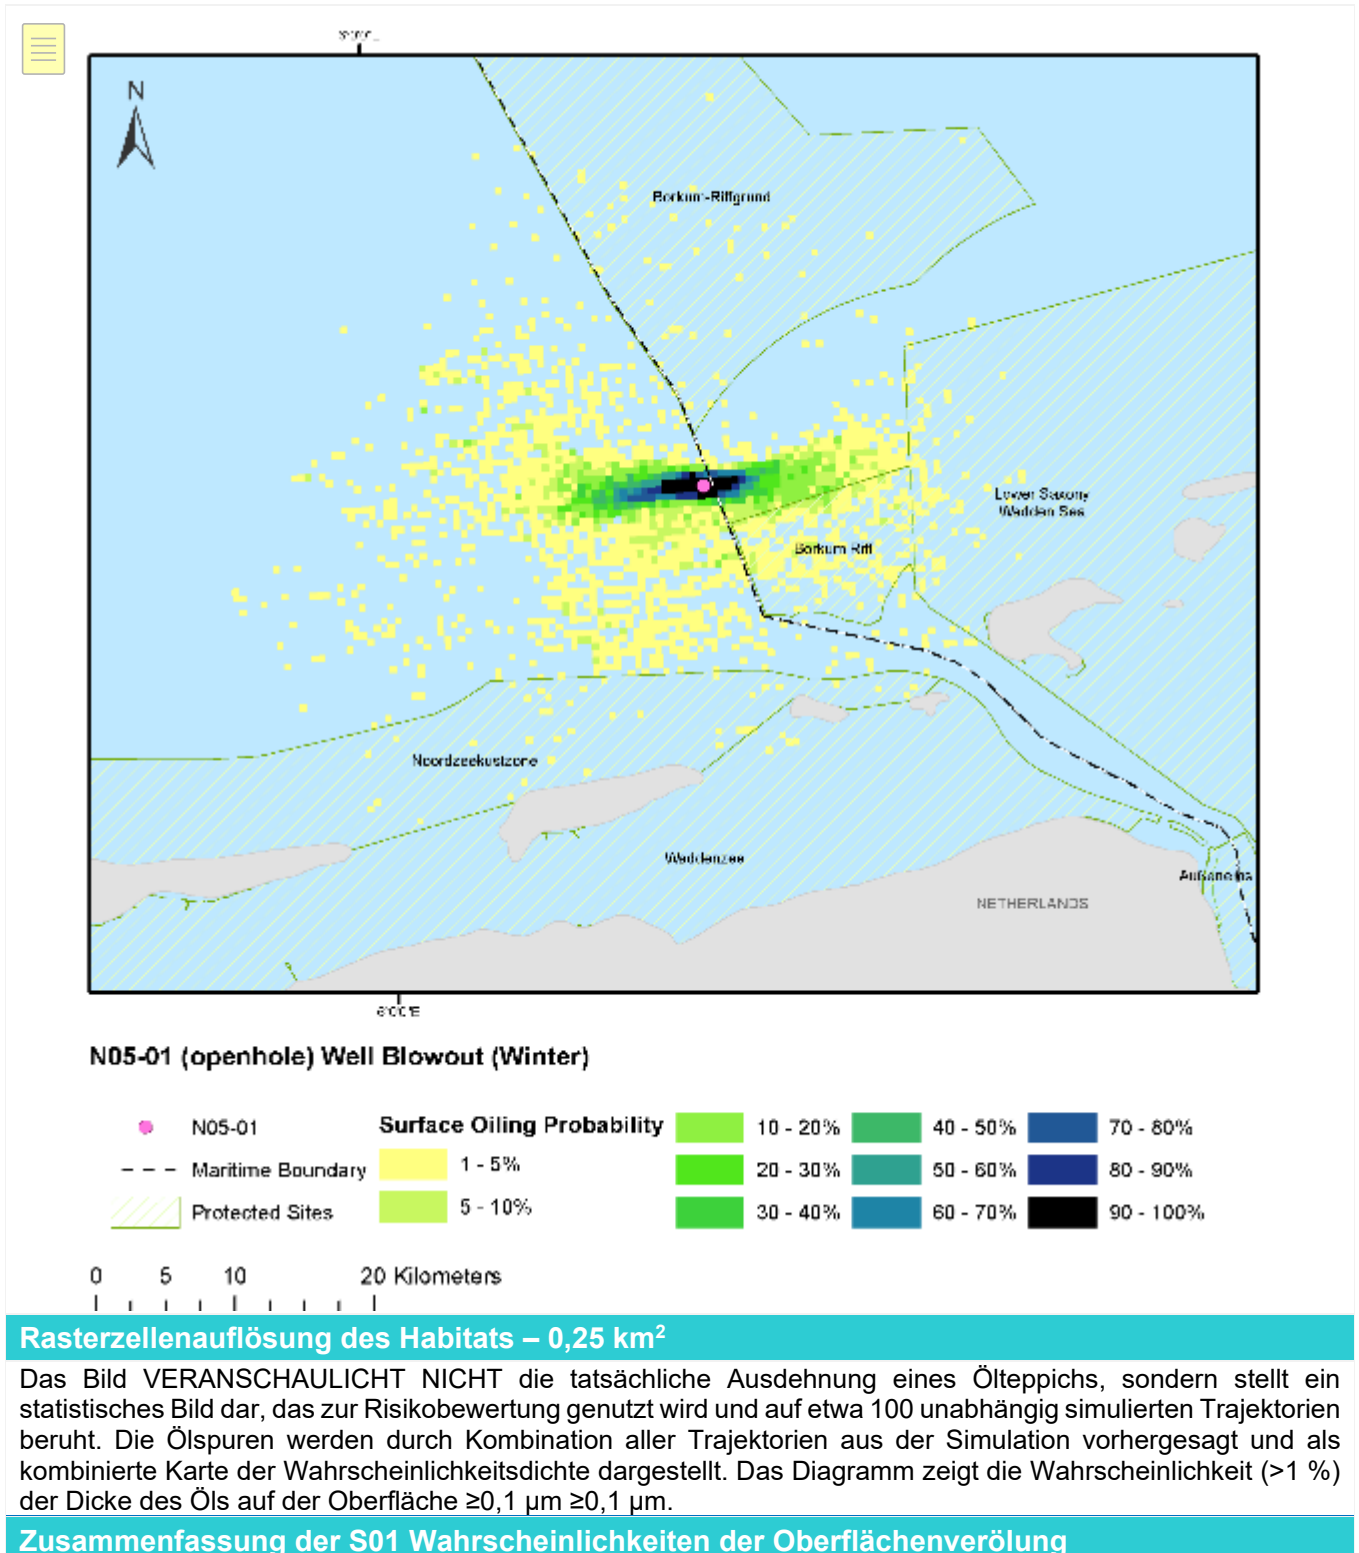 N
Borkum-Riffgrund
Lower Saxony
Wadden Sea
Borkum Riff
Noordzeekustzone
Waddenzee
Außenems
NETHERLANDS
6°0'0"E
N05-01 (openhole) Well Blowout (Winter)
N05-01
Maritime Boundary
Protected Sites
Surface Oiling Probability
1 - 5%
5 - 10%
10 - 20%
20 - 30%
30 - 40%
40 - 50%
50 - 60%
60 - 70%
70 - 80%
80 - 90%
90 - 100%
0 5 10 20 Kilometers
Rasterzellenauflösung des Habitats – 0,25 km²
Das Bild VERANSCHAULICHT NICHT die tatsächliche Ausdehnung eines Ölteppichs, sondern stellt ein
statistisches Bild dar, das zur Risikobewertung genutzt wird und auf etwa 100 unabhängig simulierten Trajektorien
beruht. Die Ölspuren werden durch Kombination aller Trajektorien aus der Simulation vorhergesagt und als
kombinierte Karte der Wahrscheinlichkeitsdichte dargestellt. Das Diagramm zeigt die Wahrscheinlichkeit (>1 %)
der Dicke des Öls auf der Oberfläche ≥0,1 µm ≥0,1 µm.
Zusammenfassung der S01 Wahrscheinlichkeiten der Oberflächenverölung